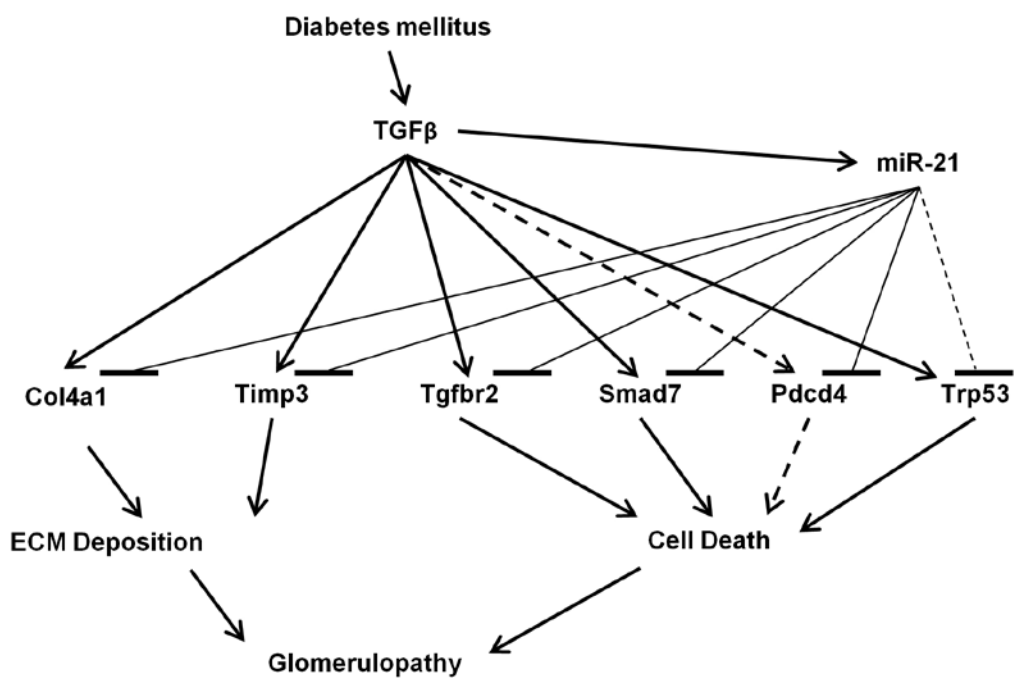 Diabetes mellitus
TGFβ
miR-21
Col4a1 Timp3 Tgfbr2 Smad7 Pdcd4 Trp53
ECM Deposition Cell Death
Glomerulopathy